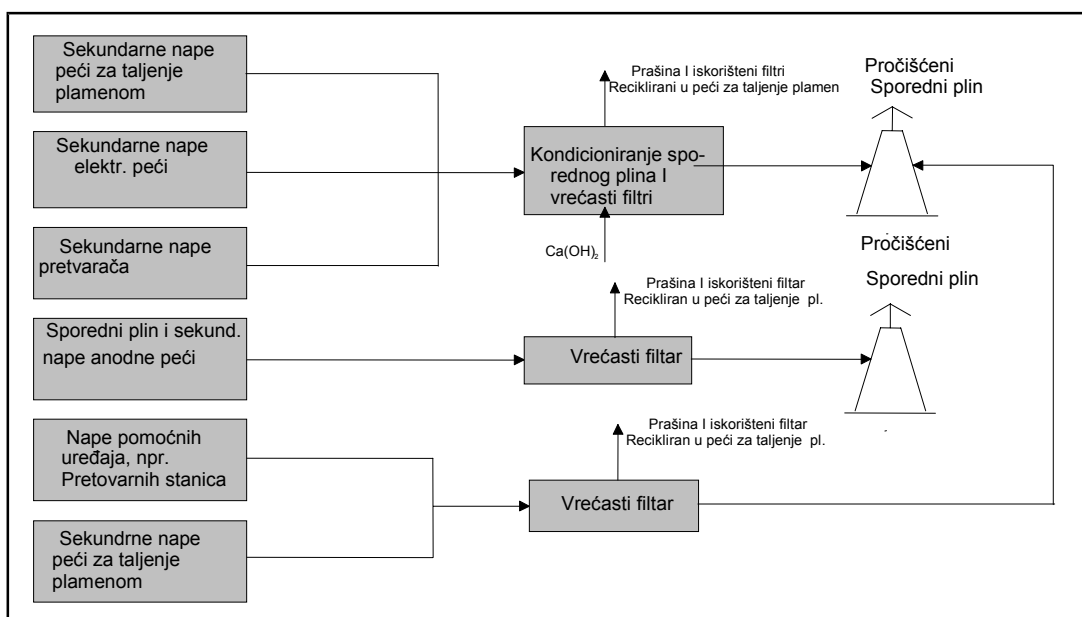 Sekundarne nape
peći za taljenje
plamenom
Sekundarne nape
elektr. peći
Sekundarne nape
pretvarača
Sporedni plin i sekund.
nape anodne peći
Nape pomoćnih
uređaja, npr.
Pretovarnih stanica
Sekundrne nape
peći za taljenje
plamenom
Prašina I iskorišteni filtri
Reciklirani u peći za taljenje plamen
Kondicioniranje spo-
rednog plina I
vrećasti filtri
Ca(OH)₂
Prašina I iskorišteni filtar
Recikliran u peći za taljenje pl.
Vrećasti filtar
Prašina I iskorišteni filtar
Recikliran u peći za taljenje pl.
Vrećasti filtar
Pročišćeni
Sporedni plin
Pročišćeni
Sporedni plin